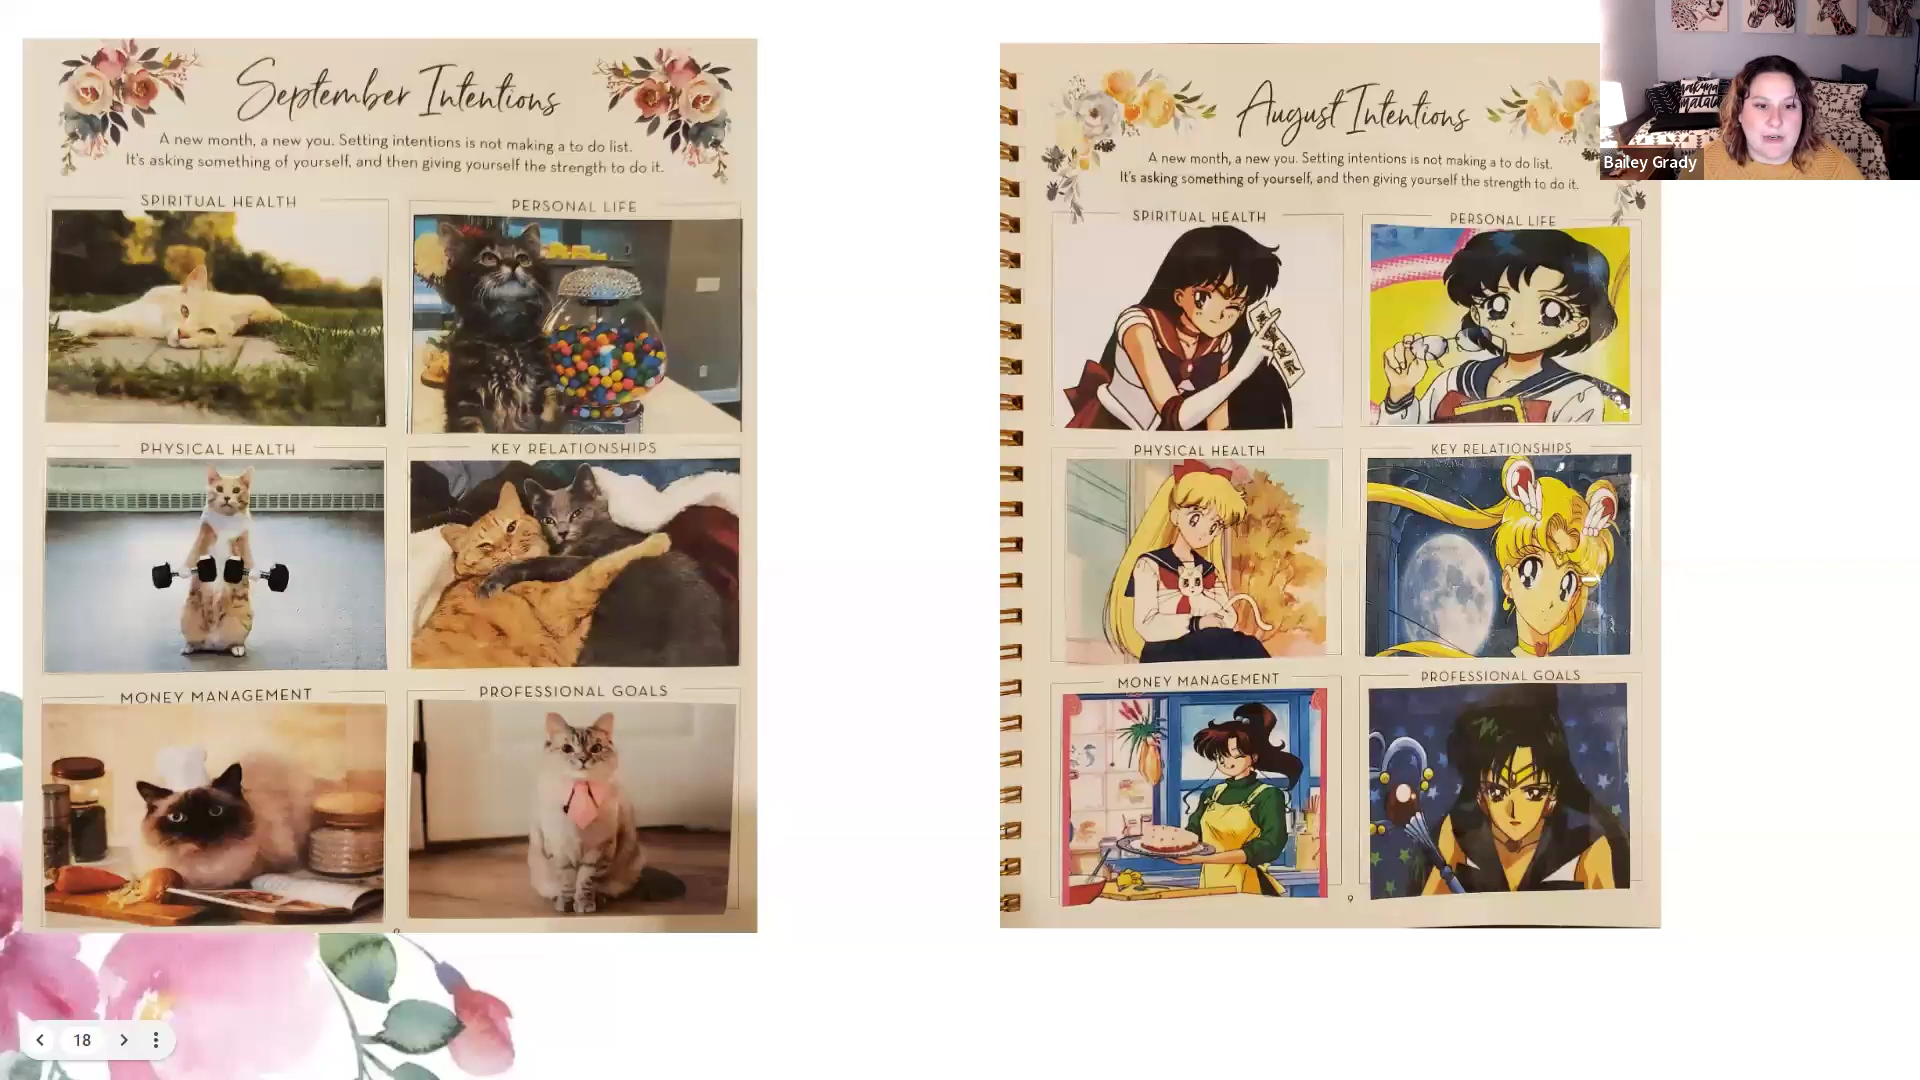 September Intentions
A new month, a new you. Setting intentions is not making a to do list.
It's asking something of yourself, and then giving yourself the strength to do it.
SPIRITUAL HEALTH
PERSONAL LIFE
PHYSICAL HEALTH
KEY RELATIONSHIPS
MONEY MANAGEMENT
PROFESSIONAL GOALS
August Intentions
A new month, a new you. Setting intentions is not making a to do list.
It's asking something of yourself, and then giving yourself the strength to do it.
SPIRITUAL HEALTH
PERSONAL LIFE
PHYSICAL HEALTH
KEY RELATIONSHIPS
MONEY MANAGEMENT
PROFESSIONAL GOALS
9
hakuna
matata
Bailey Grady
18